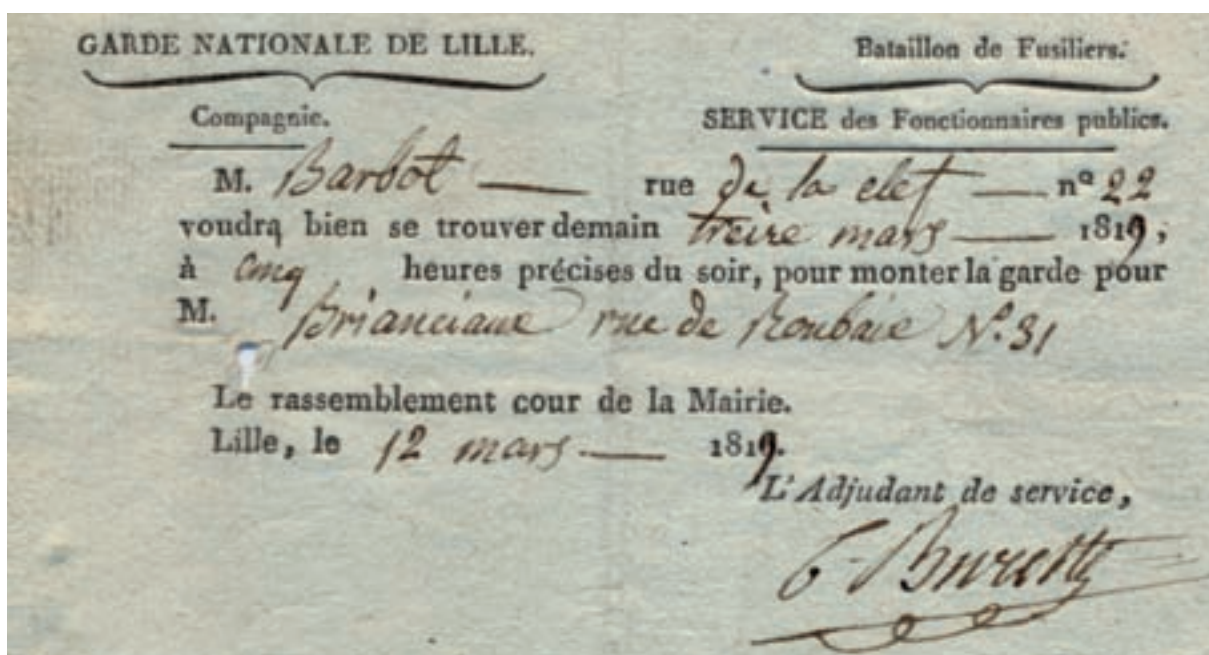 GARDE NATIONALE DE LILLE.
Bataillon de Fusiliers.
Compagnie.
SERVICE des Fonctionnaires publics.
M. Barbot — rue de la clef — nº 22
voudra bien se trouver demain treize mars — 1819,
à cinq heures précises du soir, pour monter la garde pour
M. Brianciaux rue de Roubaix Nº. 31
Le rassemblement cour de la Mairie.
Lille, le 12 mars — 1819.
L'Adjudant de service,